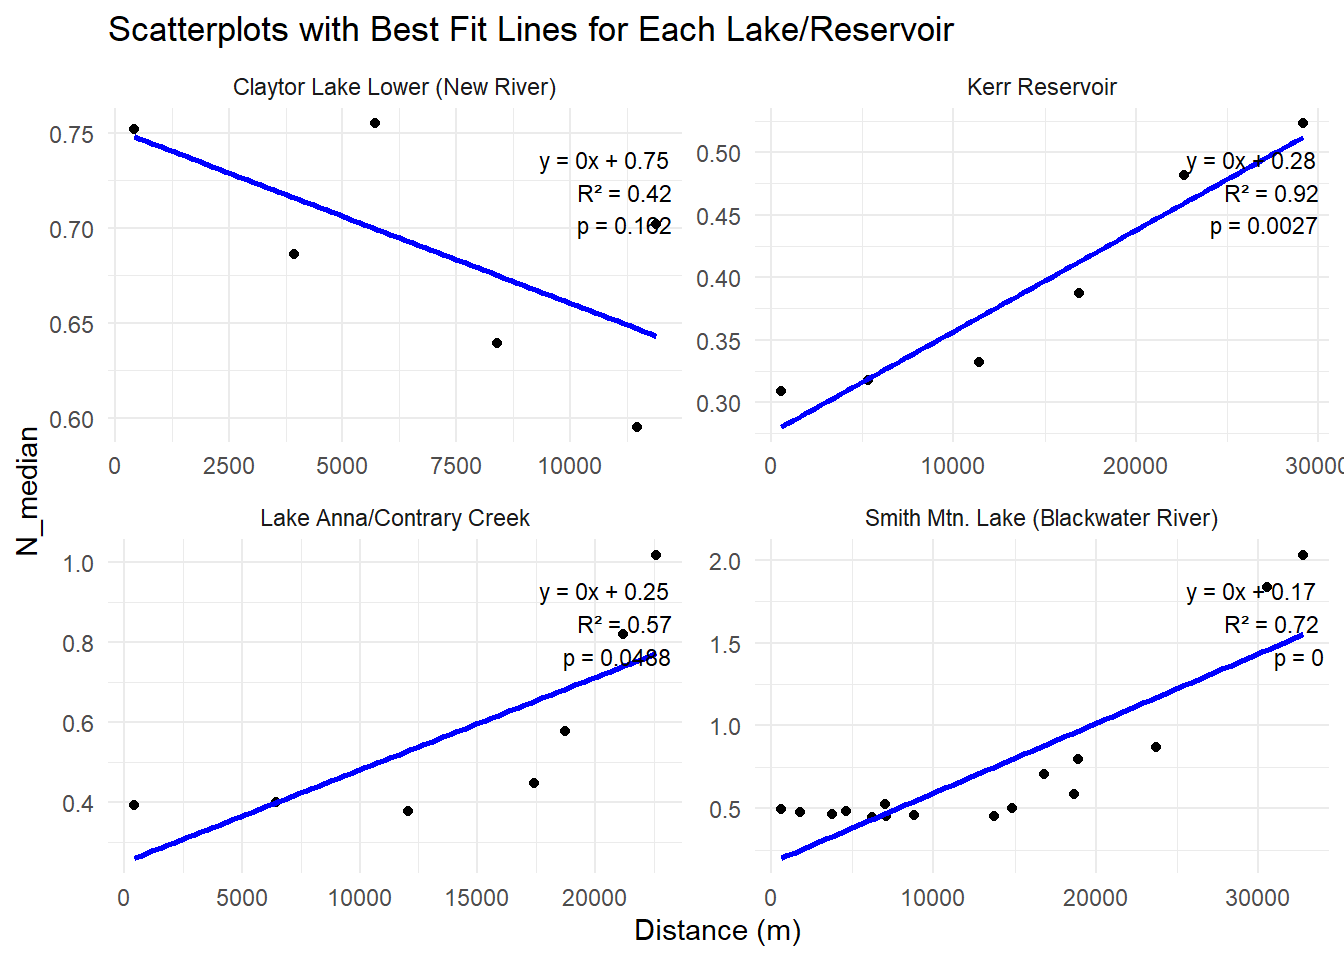 Scatterplots with Best Fit Lines for Each Lake/Reservoir
Claytor Lake Lower (New River)
0.75
0.70
0.65
0.60
y = 0x + 0.75
R² = 0.42
p = 0.162
0 2500 5000 7500 10000
Kerr Reservoir
0.50
0.45
0.40
0.35
0.30
y = 0x + 0.28
R² = 0.92
p = 0.0027
0 10000 20000 30000
N_median
Lake Anna/Contrary Creek
1.0
0.8
0.6
0.4
y = 0x + 0.25
R² = 0.57
p = 0.0488
0 5000 10000 15000 20000
Smith Mtn. Lake (Blackwater River)
2.0
1.5
1.0
0.5
y = 0x + 0.17
R² = 0.72
p = 0
0 10000 20000 30000
Distance (m)